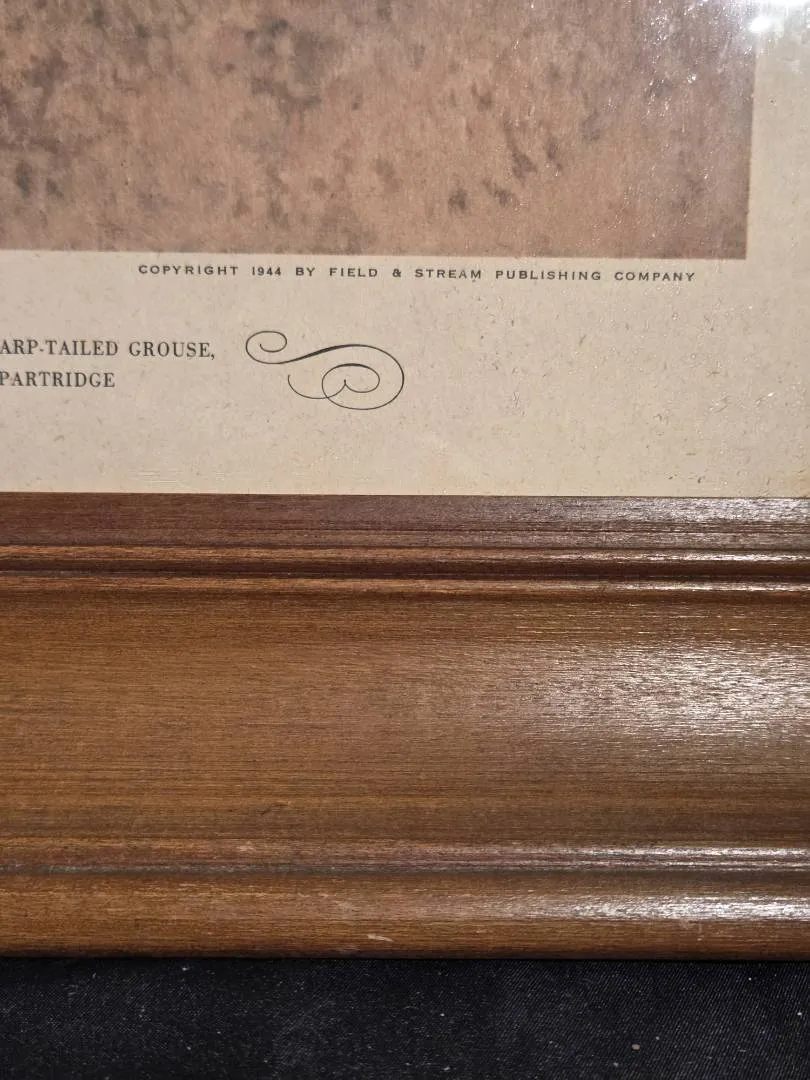 COPYRIGHT 1944 BY FIELD & STREAM PUBLISHING COMPANY
ARP-TAILED GROUSE,
PARTRIDGE